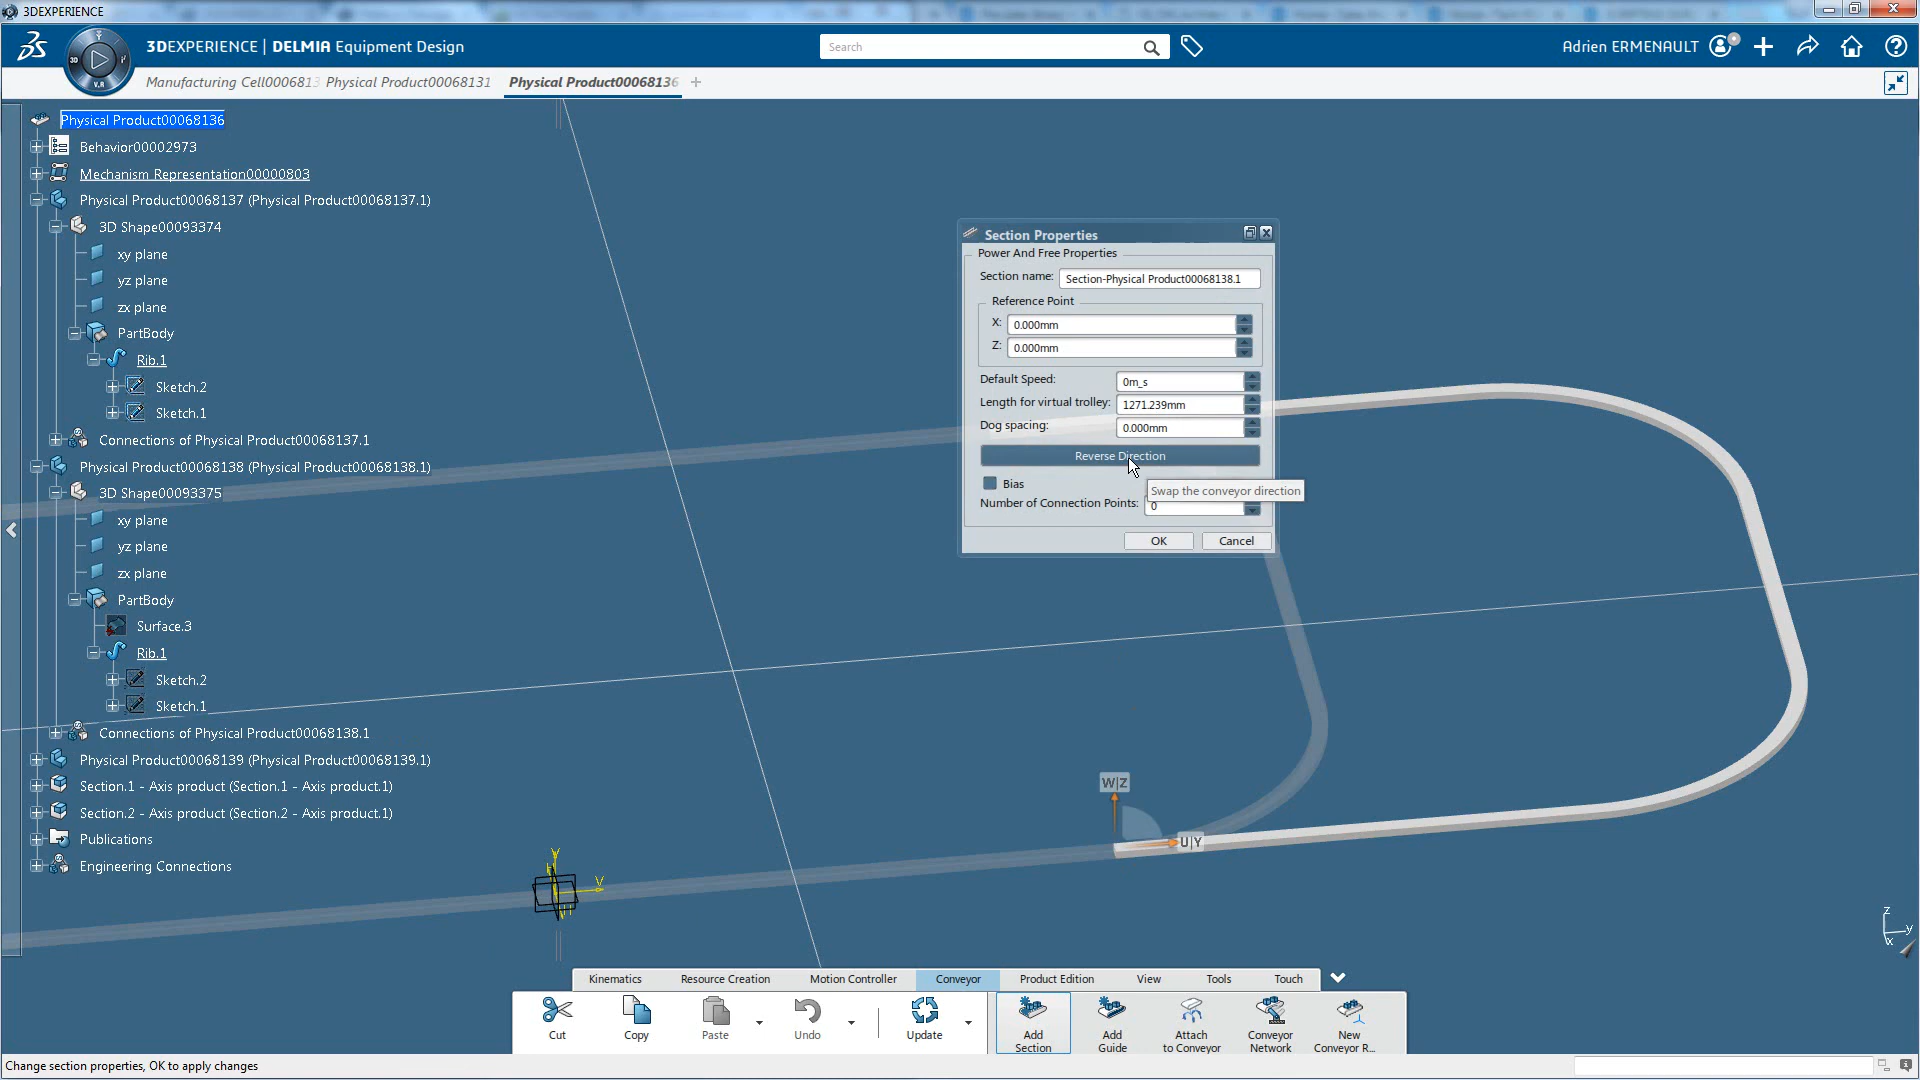 3DEXPERIENCE
3DEXPERIENCE | DELMIA Equipment Design
Search
Adrien ERMENAULT
3D
V.R
Manufacturing Cell0006813
Physical Product00068131
Physical Product00068136
Physical Product00068136
Behavior00002973
Mechanism Representation00000803
Physical Product00068137 (Physical Product00068137.1)
3D Shape00093374
xy plane
yz plane
zx plane
PartBody
Rib.1
Sketch.2
Sketch.1
Connections of Physical Product00068137.1
Physical Product00068138 (Physical Product00068138.1)
3D Shape00093375
xy plane
yz plane
zx plane
PartBody
Surface.3
Rib.1
Sketch.2
Sketch.1
Connections of Physical Product00068138.1
Physical Product00068139 (Physical Product00068139.1)
Section.1 - Axis product (Section.1 - Axis product.1)
Section.2 - Axis product (Section.2 - Axis product.1)
Publications
Engineering Connections
Section Properties
Power And Free Properties
Section name: Section-Physical Product00068138.1
Reference Point
X: 0.000mm
Z: 0.000mm
Default Speed: 0m_s
Length for virtual trolley: 1271.239mm
Dog spacing: 0.000mm
Reverse Direction
Bias
Swap the conveyor direction
Number of Connection Points: 0
OK Cancel
W|Z
U|Y
Y
V
z
y
x
Kinematics Resource Creation Motion Controller Conveyor Product Edition View Tools Touch
Cut
Copy
Paste
Undo
Update
Add Section
Add Guide
Attach to Conveyor
Conveyor Network
New Conveyor R...
Change section properties, OK to apply changes